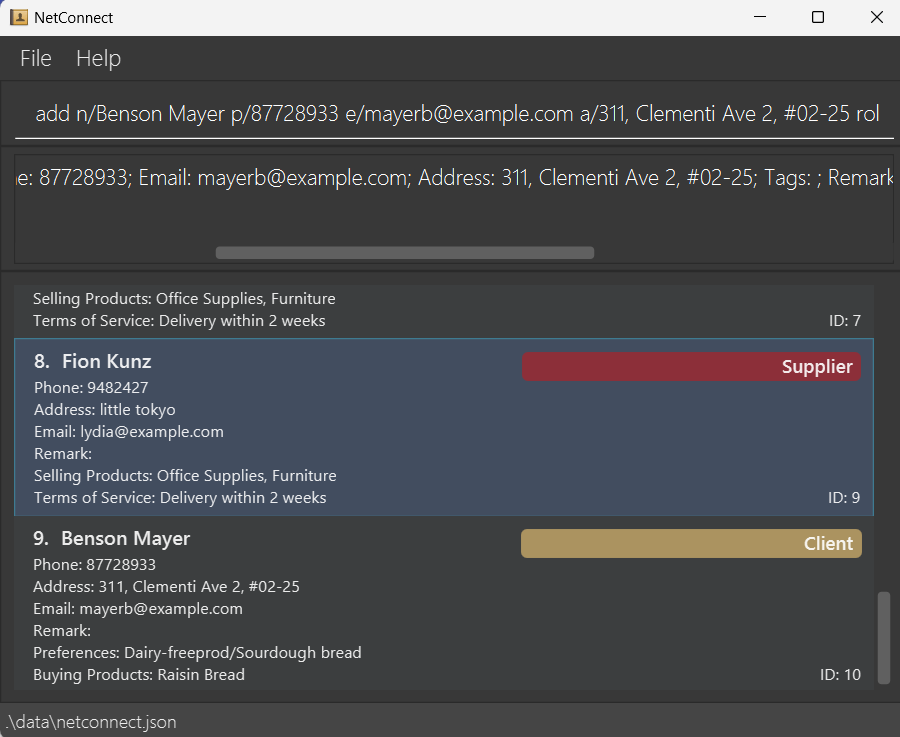 NetConnect
File Help
add n/Benson Mayer p/87728933 e/mayerb@example.com a/311, Clementi Ave 2, #02-25 rol
e: 87728933; Email: mayerb@example.com; Address: 311, Clementi Ave 2, #02-25; Tags: ; Remark
Selling Products: Office Supplies, Furniture
Terms of Service: Delivery within 2 weeks ID: 7
8. Fion Kunz Supplier
Phone: 9482427
Address: little tokyo
Email: lydia@example.com
Remark:
Selling Products: Office Supplies, Furniture
Terms of Service: Delivery within 2 weeks ID: 9
9. Benson Mayer Client
Phone: 87728933
Address: 311, Clementi Ave 2, #02-25
Email: mayerb@example.com
Remark:
Preferences: Dairy-freeprod/Sourdough bread
Buying Products: Raisin Bread ID: 10
.\data\netconnect.json